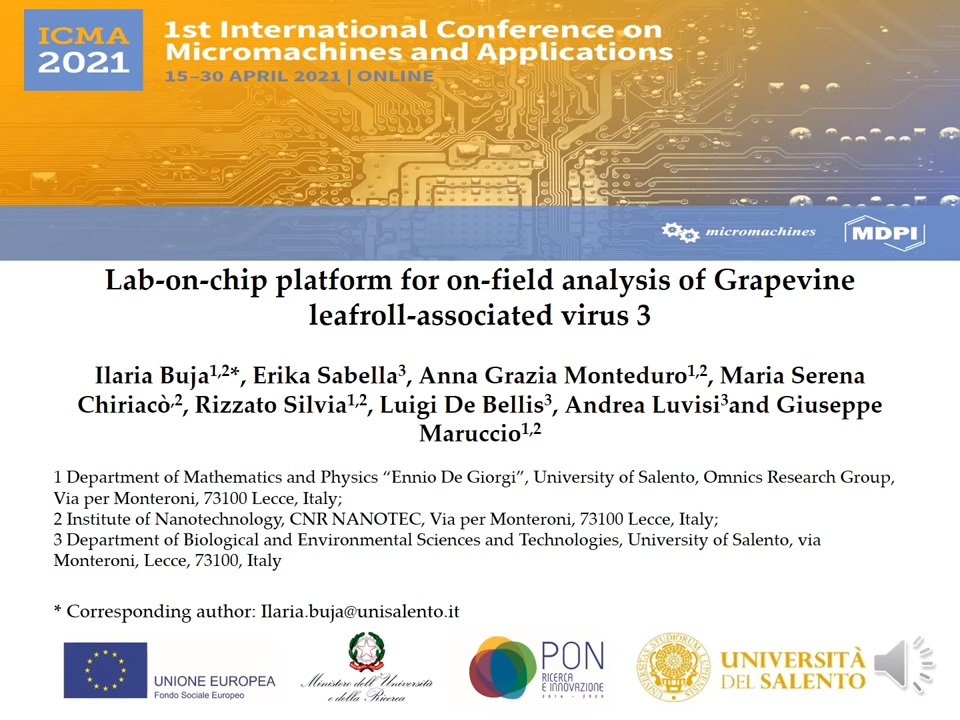 ICMA
2021
1st International Conference on
Micromachines and Applications
15–30 APRIL 2021 | ONLINE
micromachines
MDPI
Lab-on-chip platform for on-field analysis of Grapevine
leafroll-associated virus 3
Ilaria Buja1,2*, Erika Sabella3, Anna Grazia Monteduro1,2, Maria Serena
Chiriacò,2, Rizzato Silvia1,2, Luigi De Bellis3, Andrea Luvisi3and Giuseppe
Maruccio1,2
1 Department of Mathematics and Physics “Ennio De Giorgi”, University of Salento, Omnics Research Group,
Via per Monteroni, 73100 Lecce, Italy;
2 Institute of Nanotechnology, CNR NANOTEC, Via per Monteroni, 73100 Lecce, Italy;
3 Department of Biological and Environmental Sciences and Technologies, University of Salento, via
Monteroni, Lecce, 73100, Italy
* Corresponding author: Ilaria.buja@unisalento.it
UNIONE EUROPEA
Fondo Sociale Europeo
Ministero dell'Università
e della Ricerca
PON
RICERCA
E INNOVAZIONE
2014 - 2020
UNIVERSITÀ
DEL SALENTO